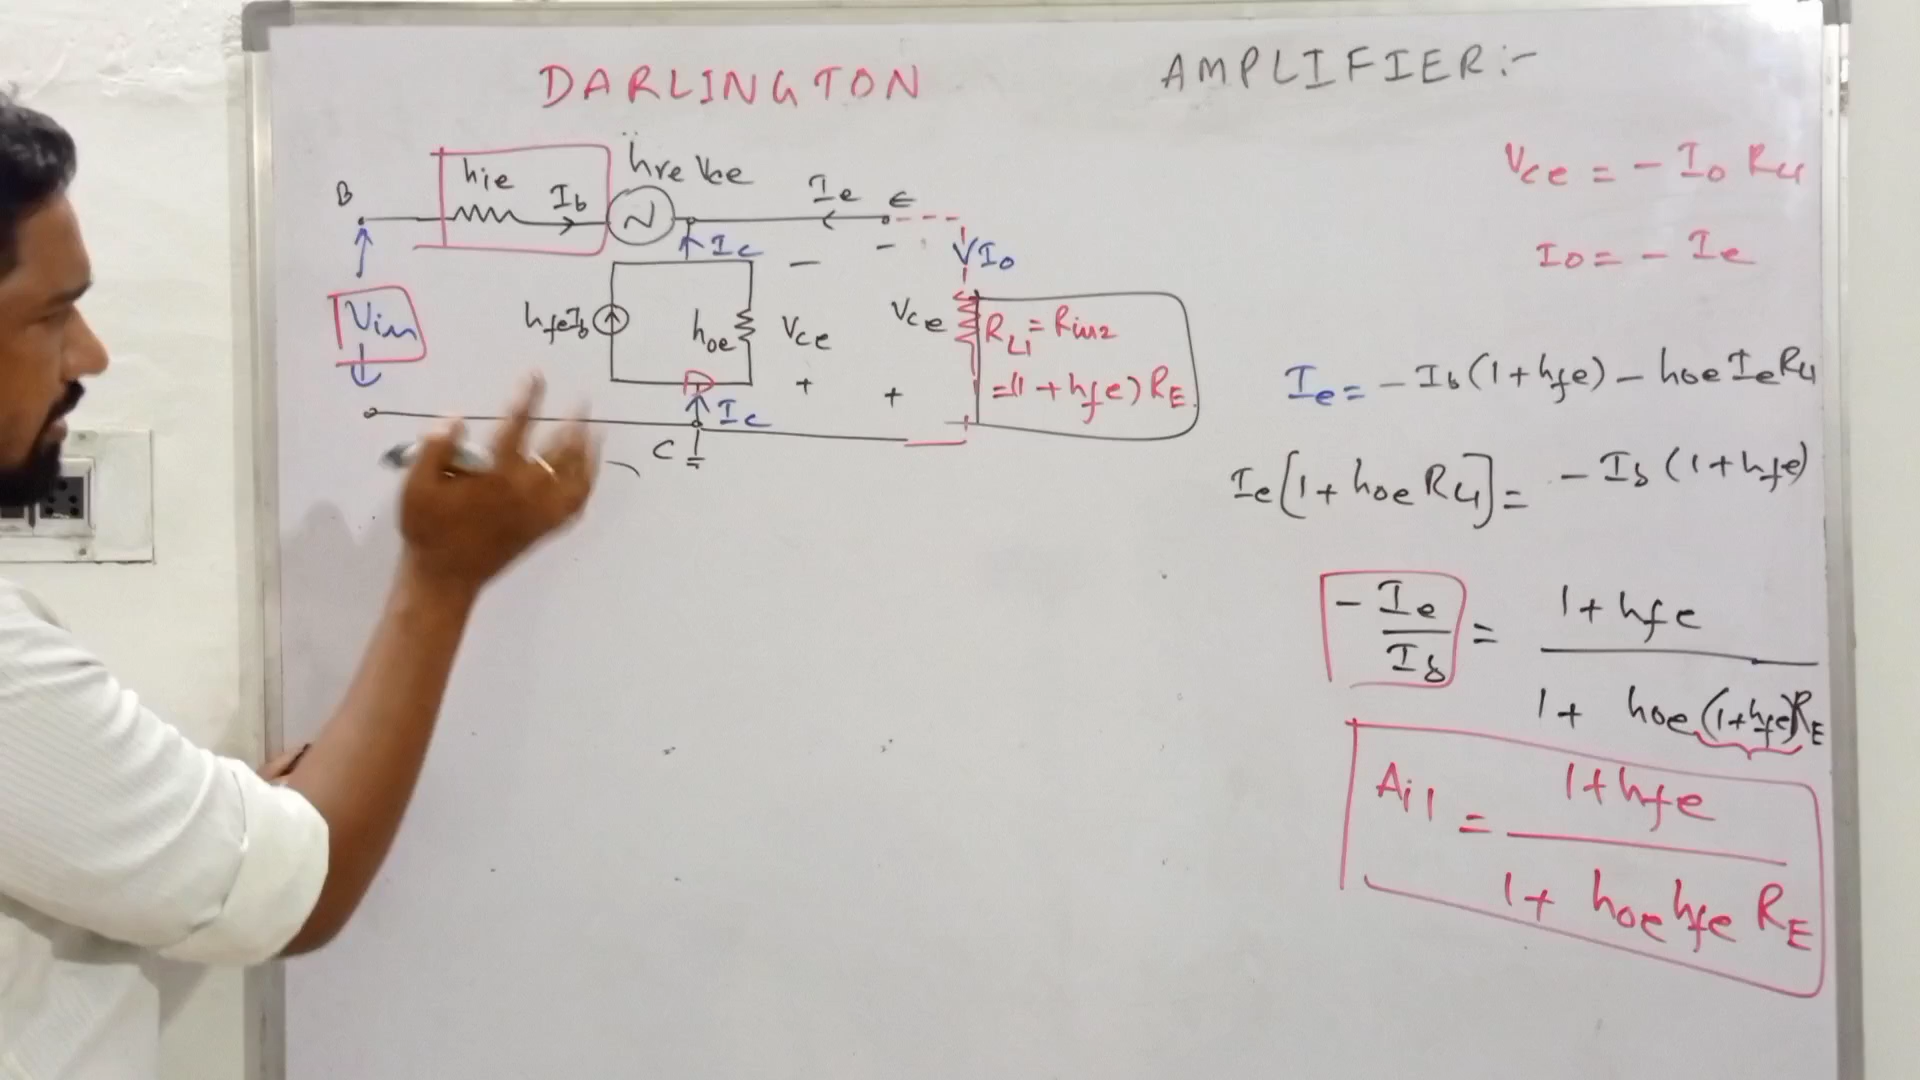 DARLINGTON AMPLIFIER:-
B
hie
Ib
hre Vce
Ie
E
Ic
Io
Vin
hfeIb
hoe
Vce
Vce
RL1 = Rin2
=(1 + hfe) RE
Ic
C
Vce = - Io RL1
Io = - Ie
Ie = - Ib (1 + hfe) - hoe Ie RL1
Ie [1 + hoe RL1] = - Ib (1 + hfe)
- Ie / Ib = 1 + hfe / 1 + hoe (1+hfe) RE
Ai1 = 1 + hfe / 1 + hoe hfe RE